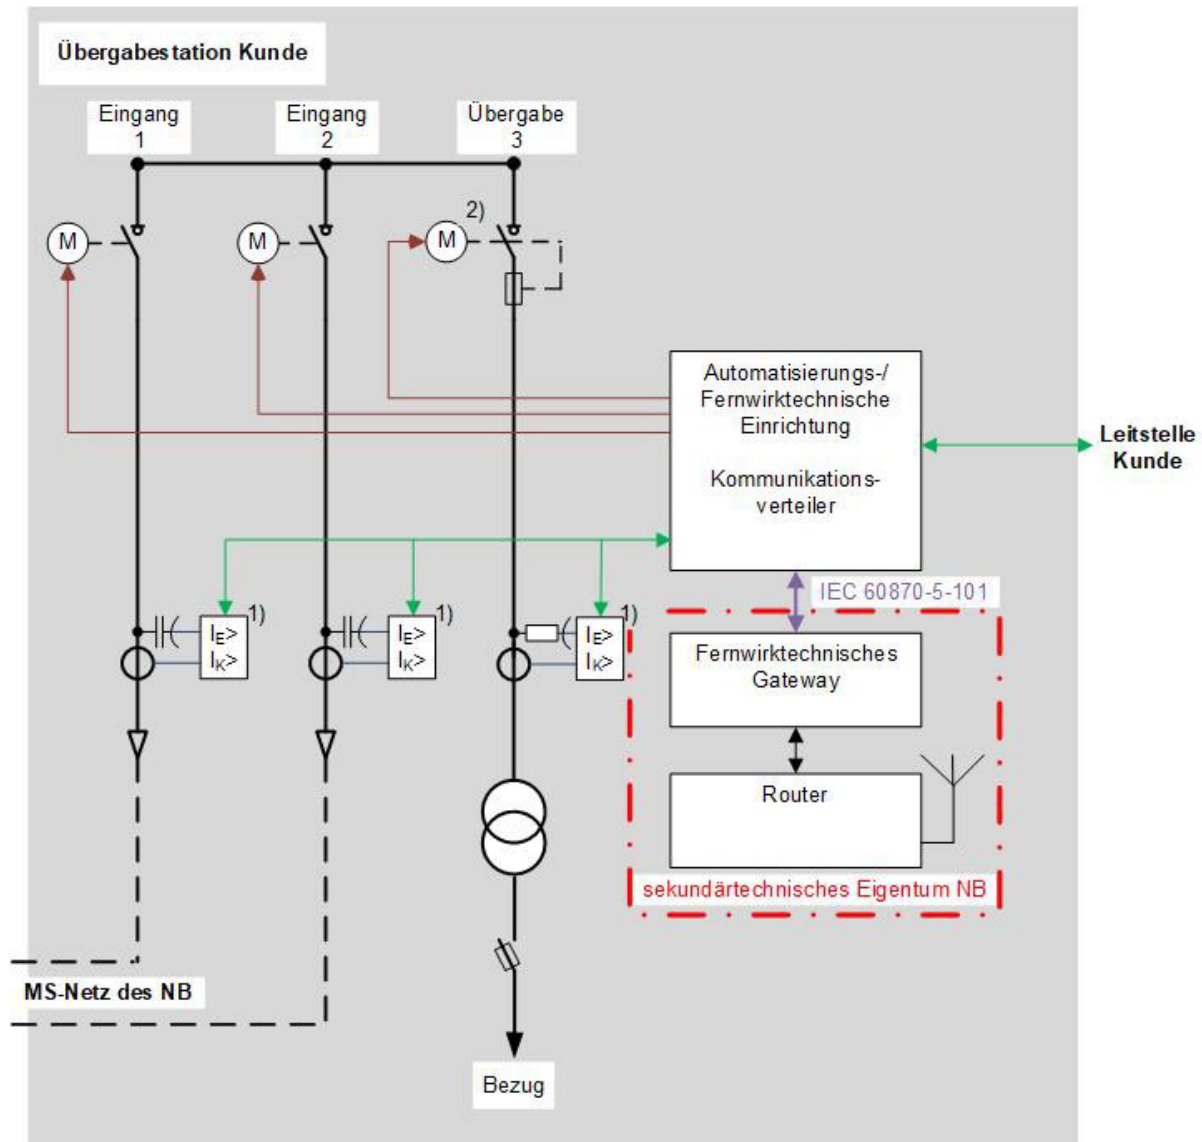 Übergabestation Kunde
Eingang
1
Eingang
2
Übergabe
3
2)
M
M
M
Automatisierungs-/
Fernwirktechnische
Einrichtung
Kommunikations-
verteiler
Leitstelle
Kunde
IEC 60870-5-101
1)
IE>
IK>
1)
IE>
IK>
1)
IE>
IK>
Fernwirktechnisches
Gateway
Router
sekundärtechnisches Eigentum NB
MS-Netz des NB
Bezug